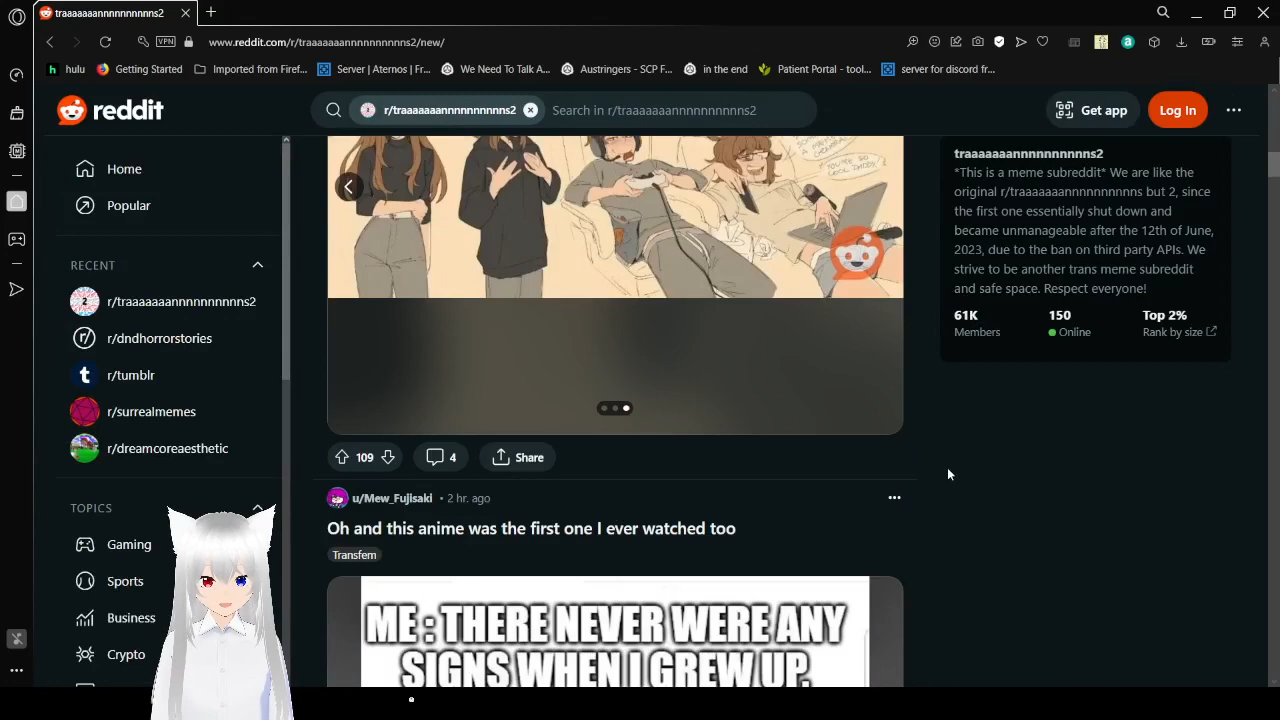 traaaaaaannnnnnnnnns2
VPN
www.reddit.com/r/traaaaaaannnnnnnnnns2/new/
hulu
Getting Started
Imported from Firef...
Server | Aternos | Fr...
We Need To Talk A...
Austringers - SCP F...
in the end
Patient Portal - tool...
server for discord fr...
reddit
r/traaaaaaannnnnnnnnns2
Search in r/traaaaaaannnnnnnnnns2
Get app
Log In
Home
Popular
RECENT
r/traaaaaaannnnnnnnnns2
r/dndhorrorstories
r/tumblr
r/surrealmemes
r/dreamcoreaesthetic
TOPICS
Gaming
Sports
Business
Crypto
109
4
Share
u/Mew_Fujisaki • 2 hr. ago
Oh and this anime was the first one I ever watched too
Transfem
ME : THERE NEVER WERE ANY
SIGNS WHEN I GREW UP.
traaaaaaannnnnnnnnns2
*This is a meme subreddit* We are like the
original r/traaaaaaannnnnnnnnns but 2, since
the first one essentially shut down and
became unmanageable after the 12th of June,
2023, due to the ban on third party APIs. We
strive to be another trans meme subreddit
and safe space. Respect everyone!
61K
Members
150
Online
Top 2%
Rank by size